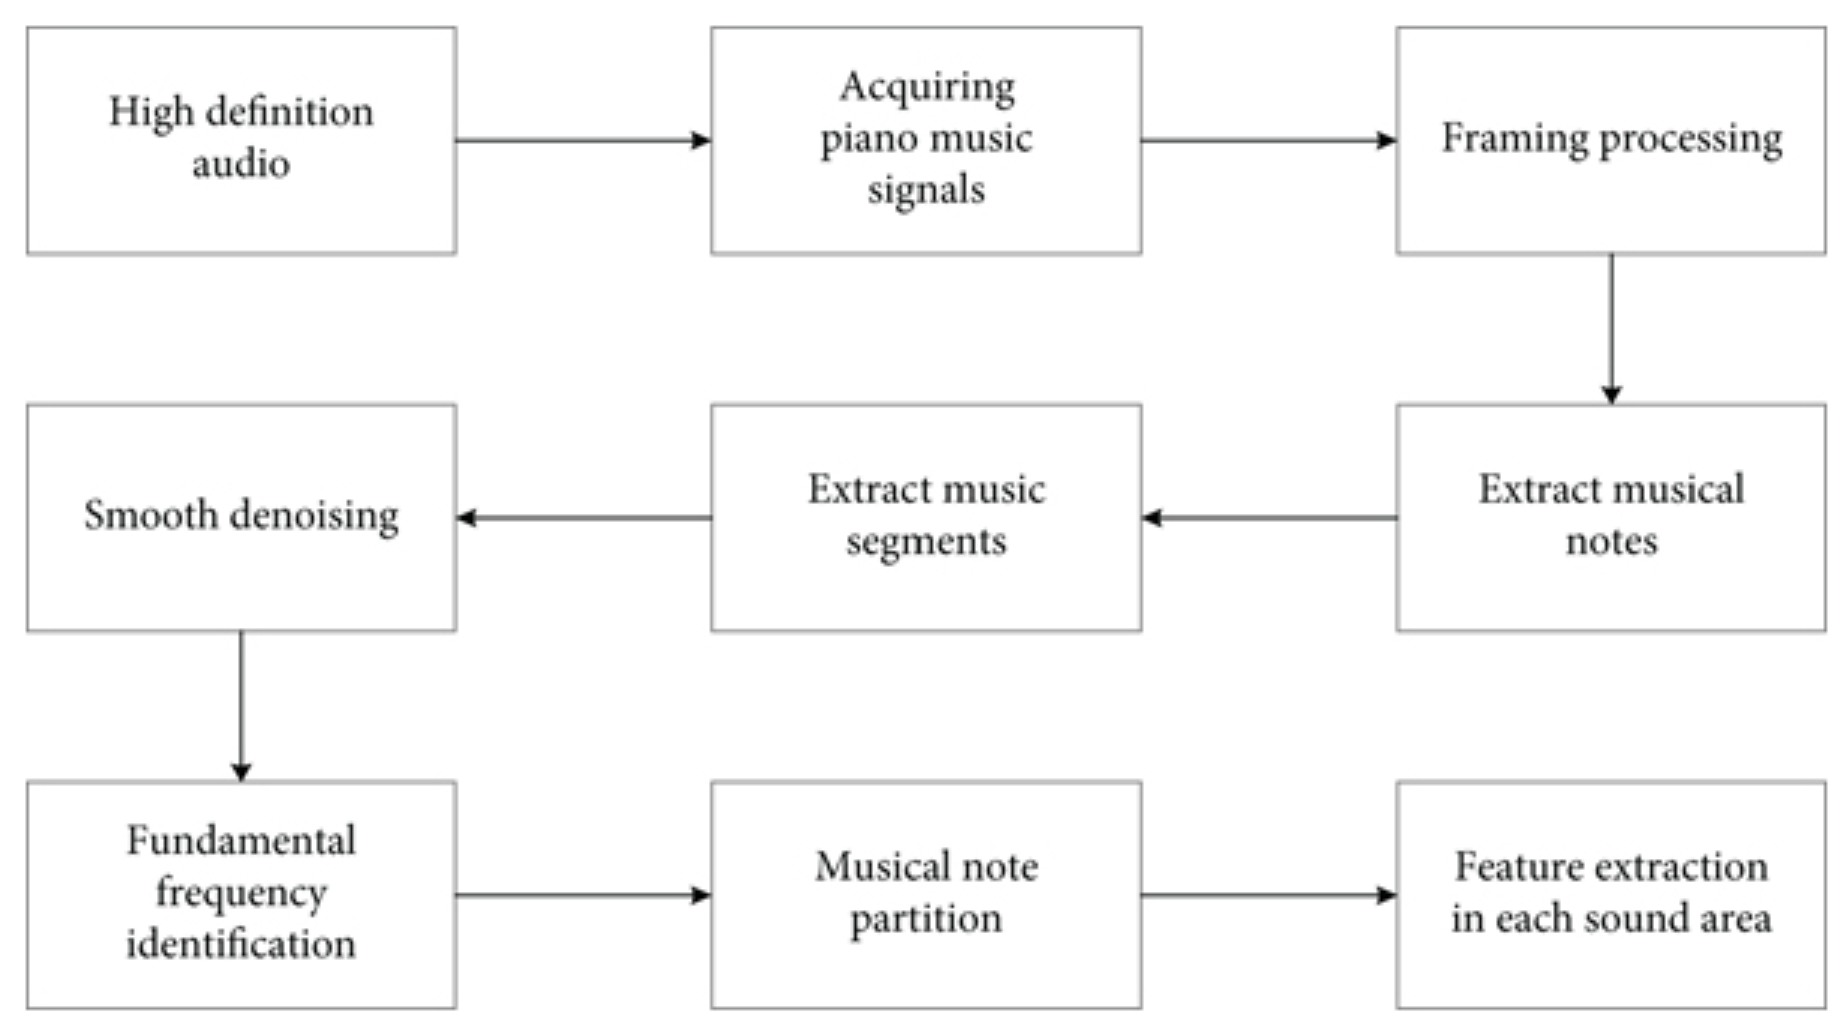 High definition
audio
Acquiring
piano music
signals
Framing processing
Smooth denoising
Extract music
segments
Extract musical
notes
Fundamental
frequency
identification
Musical note
partition
Feature extraction
in each sound area